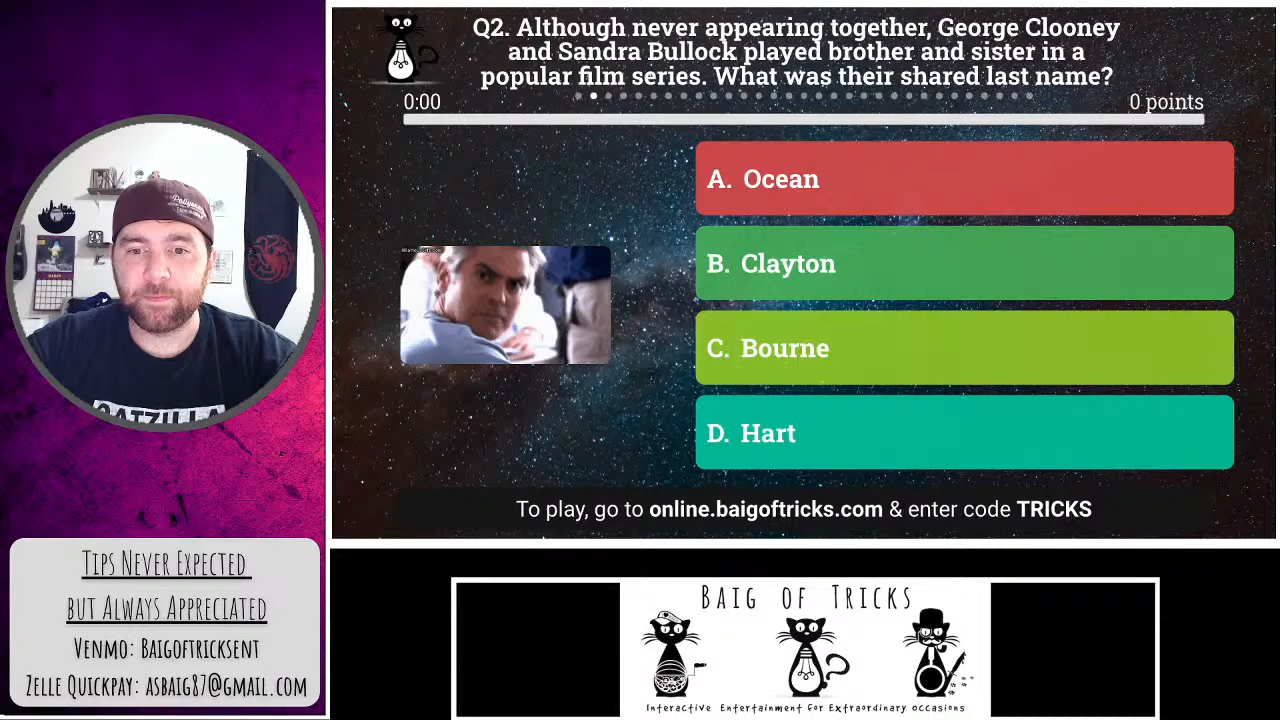 Q2. Although never appearing together, George Clooney
and Sandra Bullock played brother and sister in a
popular film series. What was their shared last name?
0:00
0 points
A. Ocean
B. Clayton
C. Bourne
D. Hart
To play, go to online.baigoftricks.com & enter code TRICKS
CATZILLA
Tips Never Expected
but Always Appreciated
Venmo: Baigoftricksent
Zelle Quickpay: asbaig87@gmail.com
Baig of Tricks
Interactive Entertainment for Extraordinary Occasions